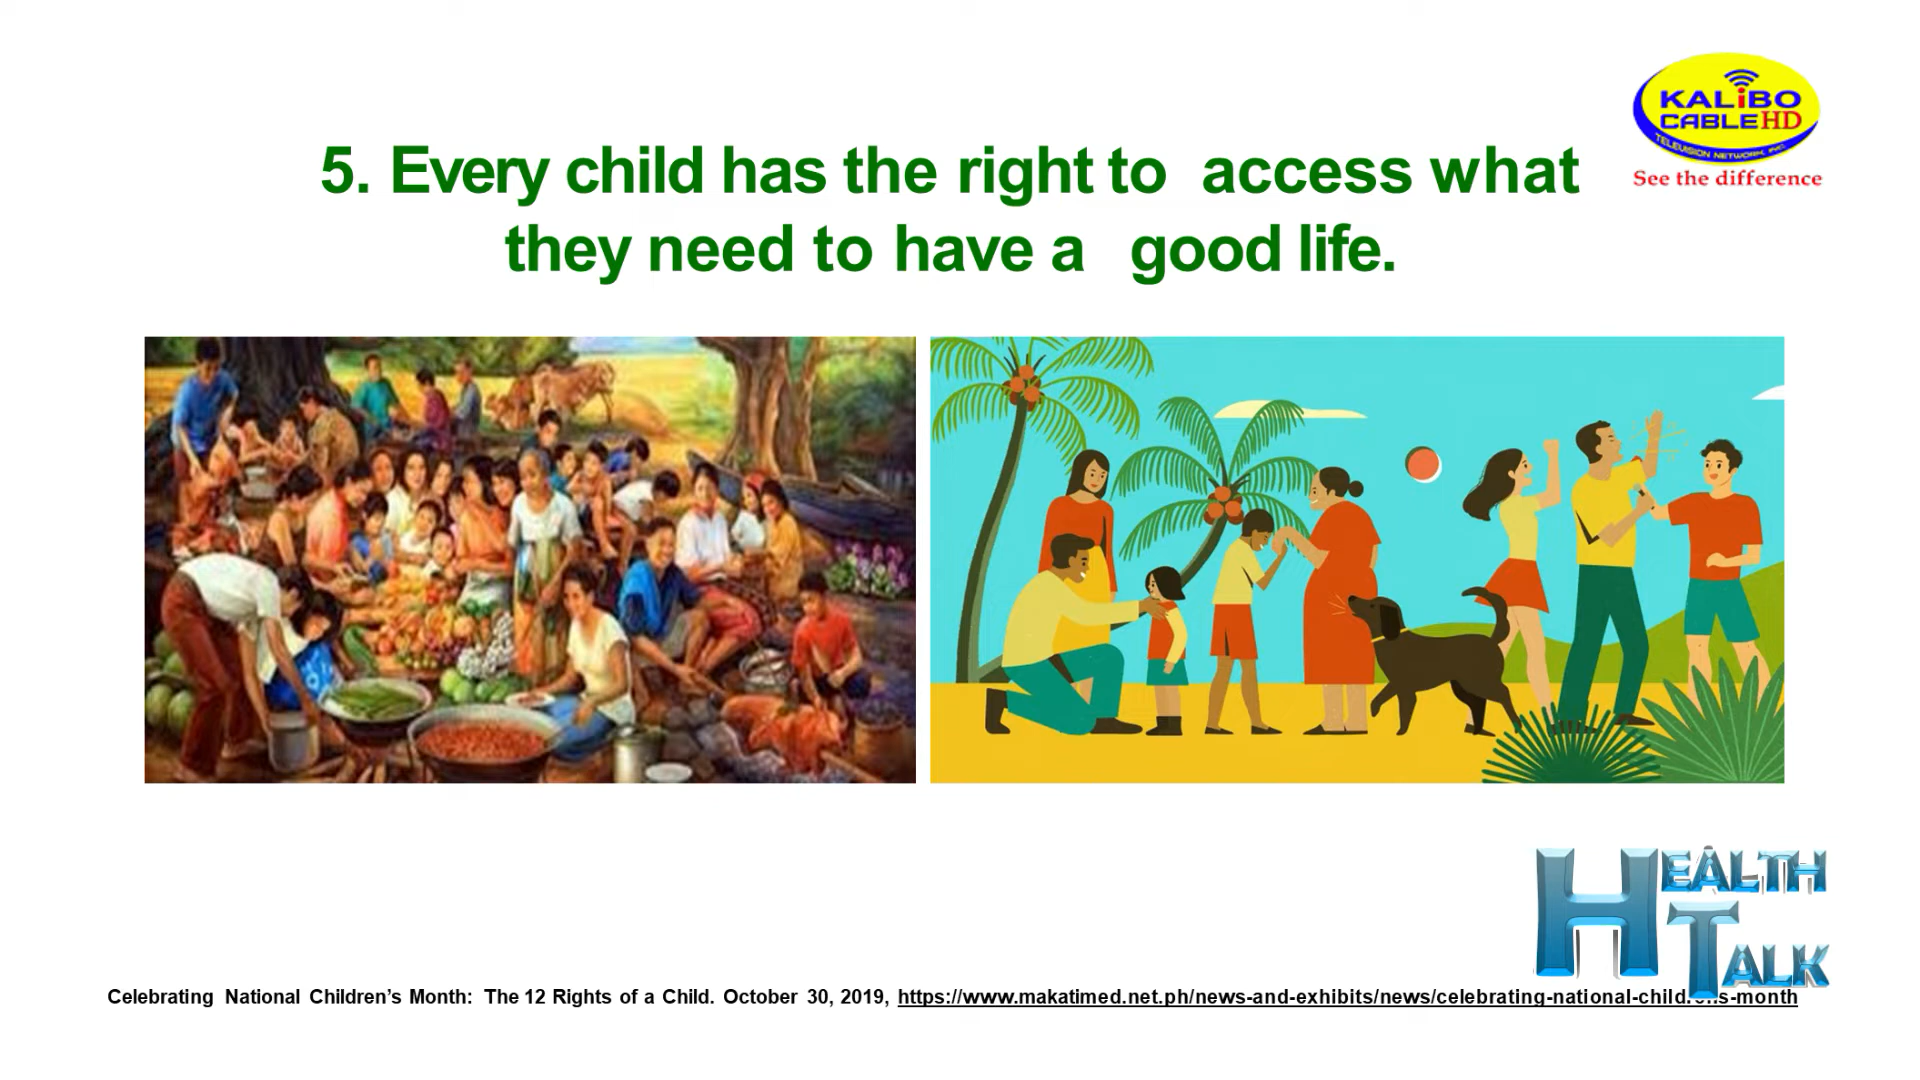 KALiBO
CABLEHD
TELEVISION NETWORK, INC.
See the difference
5. Every child has the right to access what
they need to have a good life.
HEALTH
TALK
Celebrating National Children's Month: The 12 Rights of a Child. October 30, 2019, https://www.makatimed.net.ph/news-and-exhibits/news/celebrating-national-childrens-month